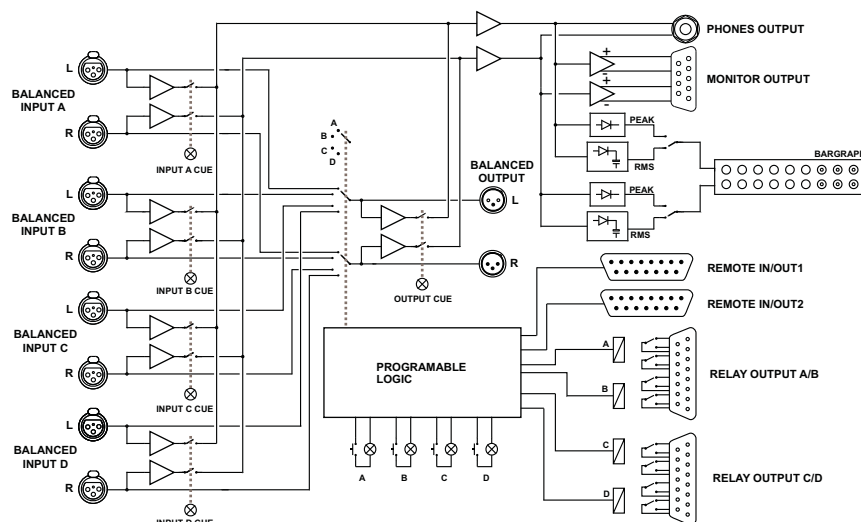 L
BALANCED
INPUT A
R
INPUT A CUE
L
BALANCED
INPUT B
R
INPUT B CUE
L
BALANCED
INPUT C
R
INPUT C CUE
L
BALANCED
INPUT D
R
INPUT D CUE
A
B
C
D
BALANCED
OUTPUT
L
R
OUTPUT CUE
PROGRAMABLE
LOGIC
A
B
C
D
PHONES OUTPUT
+
-
+
-
MONITOR OUTPUT
PEAK
RMS
PEAK
RMS
BARGRAPH
REMOTE IN/OUT1
REMOTE IN/OUT2
A
B
RELAY OUTPUT A/B
C
D
RELAY OUTPUT C/D